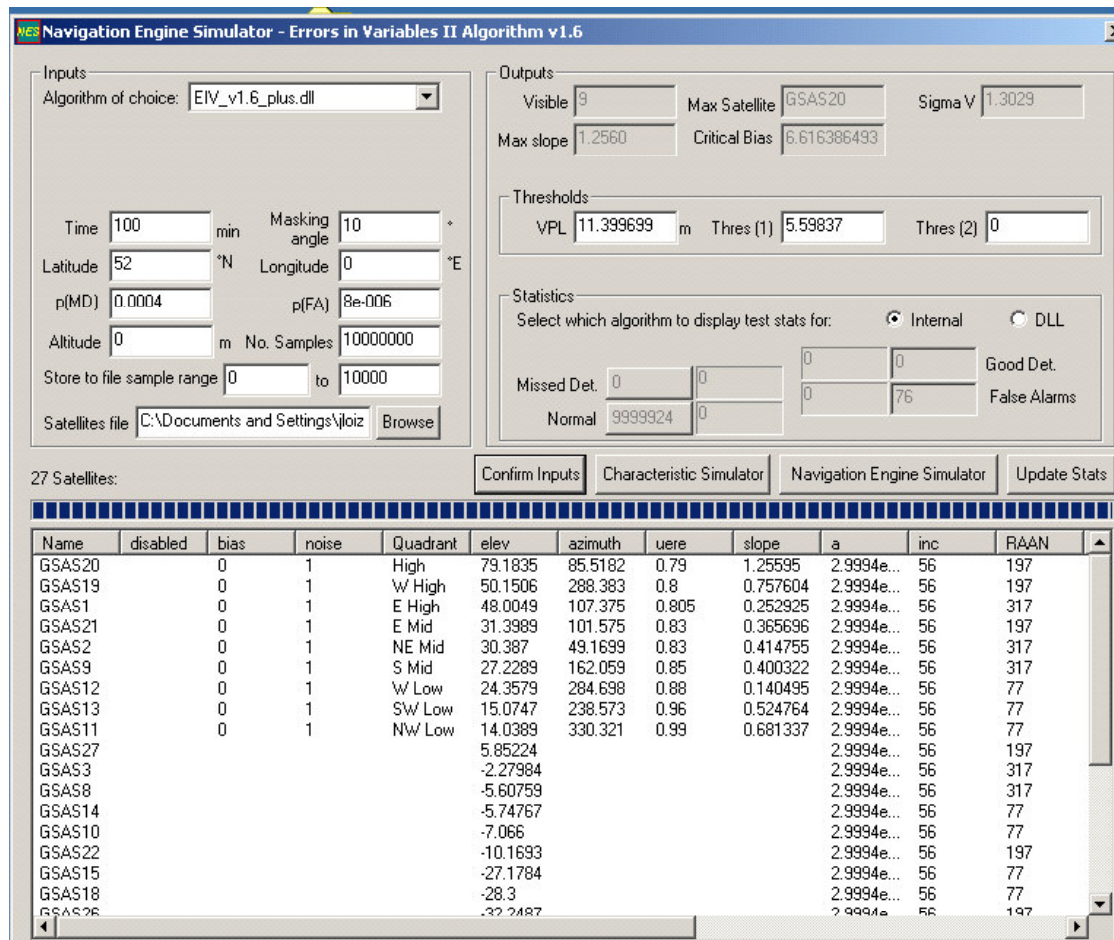 NES Navigation Engine Simulator - Errors in Variables II Algorithm v1.6
Inputs
Algorithm of choice: EIV_v1.6_plus.dll
Time 100 min Masking angle 10 °
Latitude 52 °N Longitude 0 °E
p(MD) 0.0004 p(FA) 8e-006
Altitude 0 m No. Samples 10000000
Store to file sample range 0 to 10000
Satellites file C:\Documents and Settings\jloiz Browse
Outputs
Visible 9 Max Satellite GSAS20 Sigma V 1.3029
Max slope 1.2560 Critical Bias 6.616386493
Thresholds
VPL 11.399699 m Thres (1) 5.59837 Thres (2) 0
Statistics
Select which algorithm to display test stats for: Internal DLL
Missed Det. 0 0 0 0 Good Det.
Normal 9999924 0 0 76 False Alarms
27 Satellites:
Confirm Inputs Characteristic Simulator Navigation Engine Simulator Update Stats
Name disabled bias noise Quadrant elev azimuth uere slope a inc RAAN
GSAS20 0 1 High 79.1835 85.5182 0.79 1.25595 2.9994e... 56 197
GSAS19 0 1 W High 50.1506 288.383 0.8 0.757604 2.9994e... 56 197
GSAS1 0 1 E High 48.0049 107.375 0.805 0.252925 2.9994e... 56 317
GSAS21 0 1 E Mid 31.3989 101.575 0.83 0.365696 2.9994e... 56 197
GSAS2 0 1 NE Mid 30.387 49.1699 0.83 0.414755 2.9994e... 56 317
GSAS9 0 1 S Mid 27.2289 162.059 0.85 0.400322 2.9994e... 56 317
GSAS12 0 1 W Low 24.3579 284.698 0.88 0.140495 2.9994e... 56 77
GSAS13 0 1 SW Low 15.0747 238.573 0.96 0.524764 2.9994e... 56 77
GSAS11 0 1 NW Low 14.0389 330.321 0.99 0.681337 2.9994e... 56 77
GSAS27 5.85224 2.9994e... 56 197
GSAS3 -2.27984 2.9994e... 56 317
GSAS8 -5.60759 2.9994e... 56 317
GSAS14 -5.74767 2.9994e... 56 77
GSAS10 -7.066 2.9994e... 56 77
GSAS22 -10.1693 2.9994e... 56 197
GSAS15 -27.1784 2.9994e... 56 77
GSAS18 -28.3 2.9994e... 56 77
GSAS26 -32.2487 2.9994e... 56 197